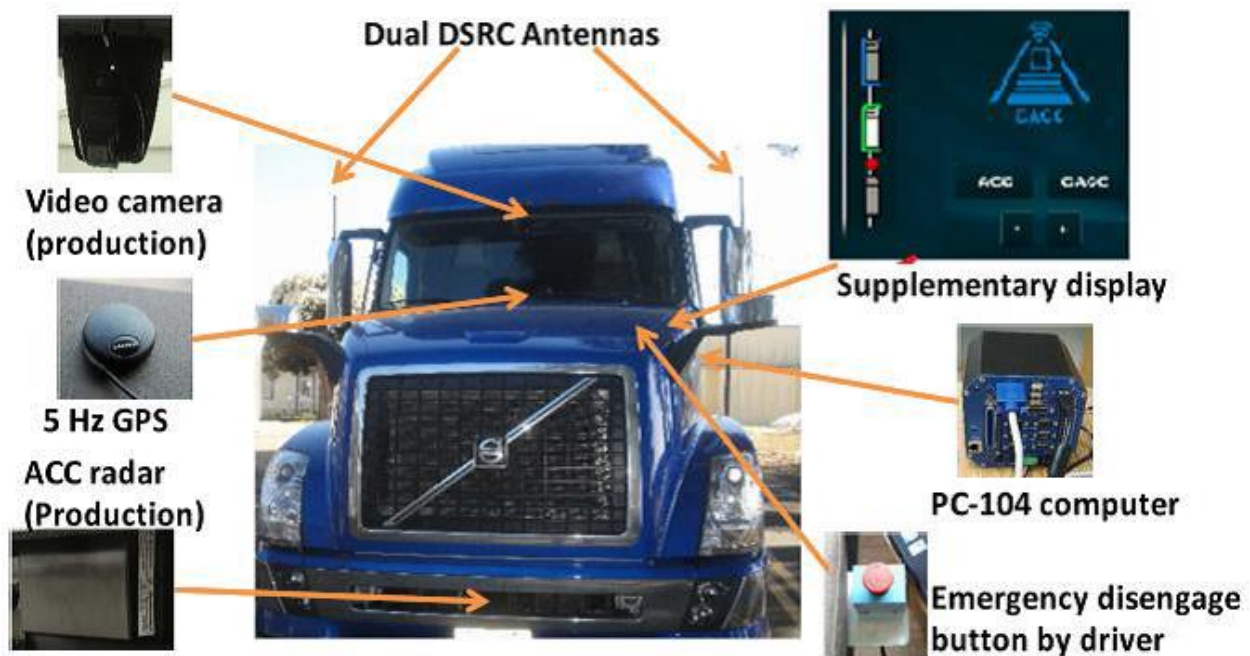 Dual DSRC Antennas
Video camera
(production)
5 Hz GPS
ACC radar
(Production)
CACC
ACC CACC
- +
Supplementary display
PC-104 computer
Emergency disengage
button by driver